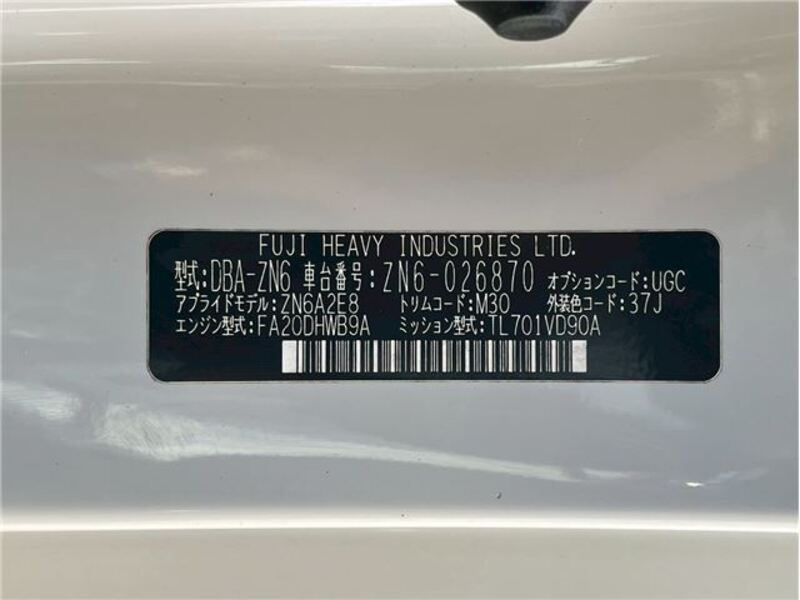 FUJI HEAVY INDUSTRIES LTD.
型式:DBA-ZN6 車台番号:ZN6-026870 オプションコード:UGC
アプライドモデル:ZN6A2E8 トリムコード:M30 外装色コード:37J
エンジン型式:FA20DHWB9A ミッション型式:TL701VD90A